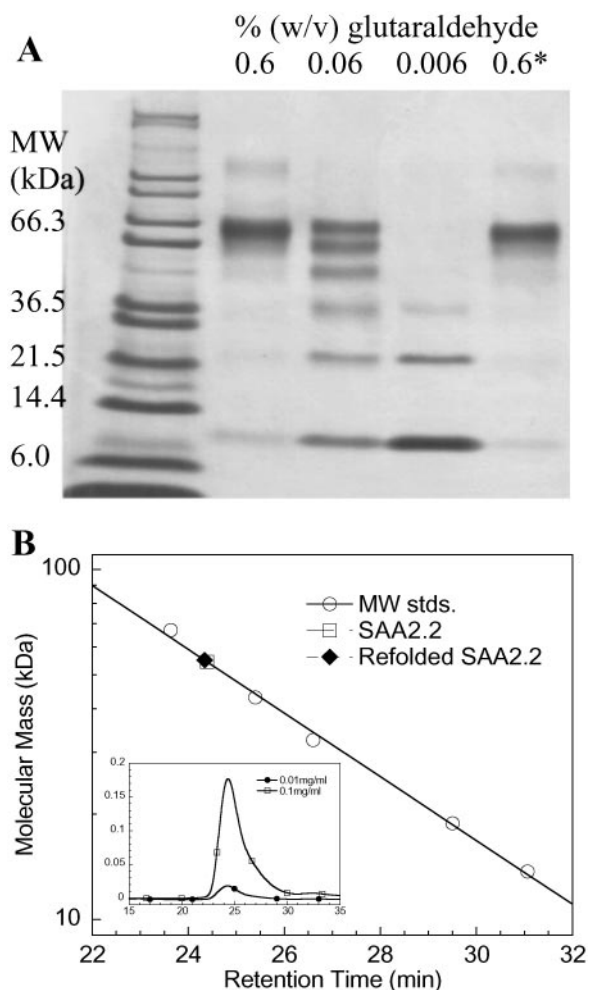 A
% (w/v) glutaraldehyde
0.6 0.06 0.006 0.6*
MW
(kDa)
66.3
36.5
21.5
14.4
6.0
B
100
10
Molecular Mass (kDa)
MW stds.
SAA2.2
Refolded SAA2.2
0.2
0.15
0.1
0.05
0
0.01mg/ml
0.1mg/ml
15 20 25 30 35
22 24 26 28 30 32
Retention Time (min)